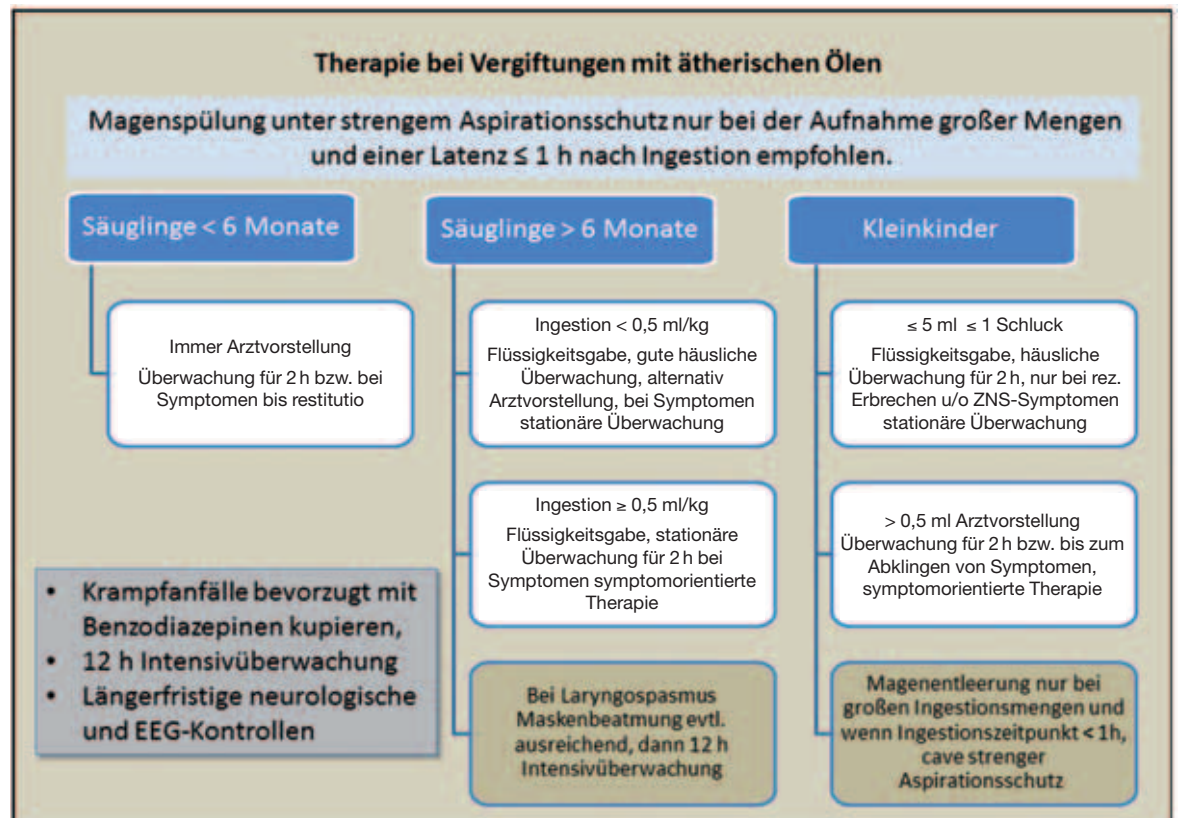 Therapie bei Vergiftungen mit ätherischen Ölen
Magenspülung unter strengem Aspirationsschutz nur bei der Aufnahme großer Mengen
und einer Latenz ≤ 1 h nach Ingestion empfohlen.
Säuglinge < 6 Monate
Immer Arztvorstellung
Überwachung für 2 h bzw. bei
Symptomen bis restitutio
Säuglinge > 6 Monate
Ingestion < 0,5 ml/kg
Flüssigkeitsgabe, gute häusliche
Überwachung, alternativ
Arztvorstellung, bei Symptomen
stationäre Überwachung
Ingestion ≥ 0,5 ml/kg
Flüssigkeitsgabe, stationäre
Überwachung für 2 h bei
Symptomen symptomorientierte
Therapie
Bei Laryngospasmus
Maskenbeatmung evtl.
ausreichend, dann 12 h
Intensivüberwachung
Kleinkinder
≤ 5 ml ≤ 1 Schluck
Flüssigkeitsgabe, häusliche
Überwachung für 2 h, nur bei rez.
Erbrechen u/o ZNS-Symptomen
stationäre Überwachung
> 0,5 ml Arztvorstellung
Überwachung für 2 h bzw. bis zum
Abklingen von Symptomen,
symptomorientierte Therapie
Magenentleerung nur bei
großen Ingestionsmengen und
wenn Ingestionszeitpunkt < 1h,
cave strenger
Aspirationsschutz
• Krampfanfälle bevorzugt mit
Benzodiazepinen kupieren,
• 12 h Intensivüberwachung
• Längerfristige neurologische
und EEG-Kontrollen